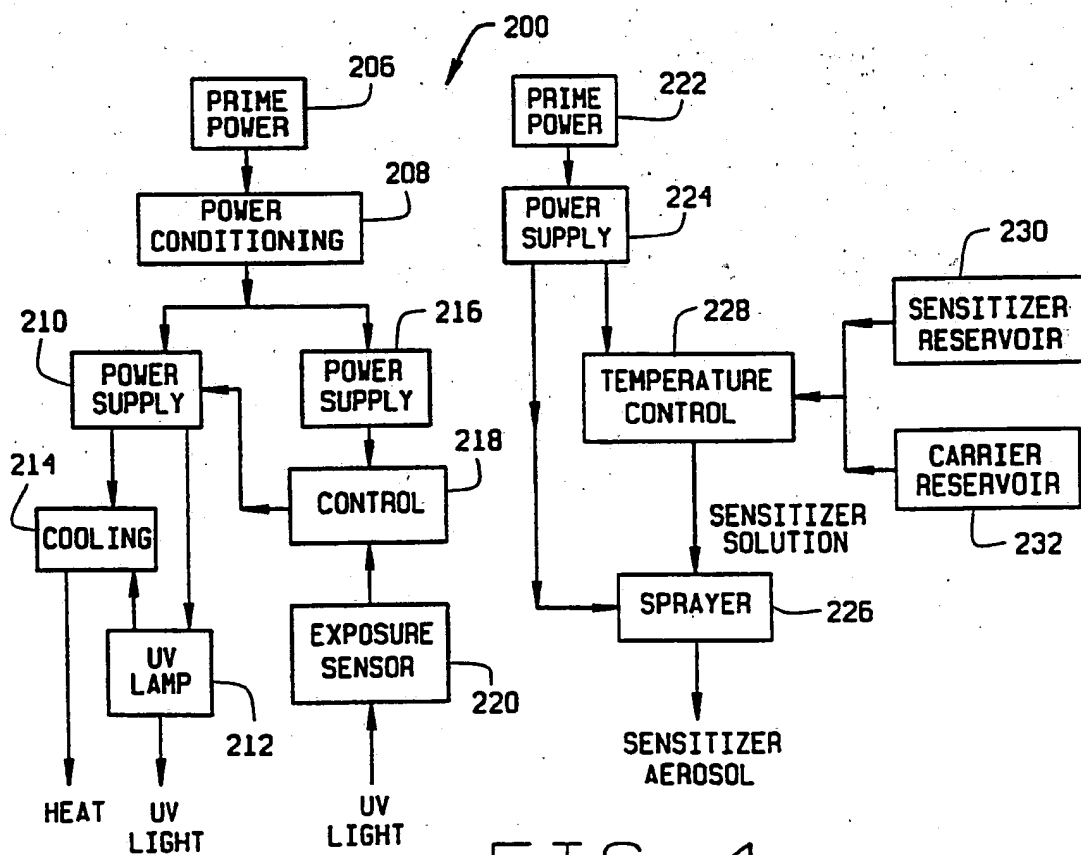 200
206
PRIME
POWER
222
PRIME
POWER
208
POWER
CONDITIONING
224
POWER
SUPPLY
230
SENSITIZER
RESERVOIR
210
POWER
SUPPLY
216
POWER
SUPPLY
228
TEMPERATURE
CONTROL
214
COOLING
218
CONTROL
CARRIER
RESERVOIR
232
SENSITIZER
SOLUTION
UV
LAMP
212
EXPOSURE
SENSOR
220
SPRAYER
226
HEAT
UV
LIGHT
UV
LIGHT
SENSITIZER
AEROSOL